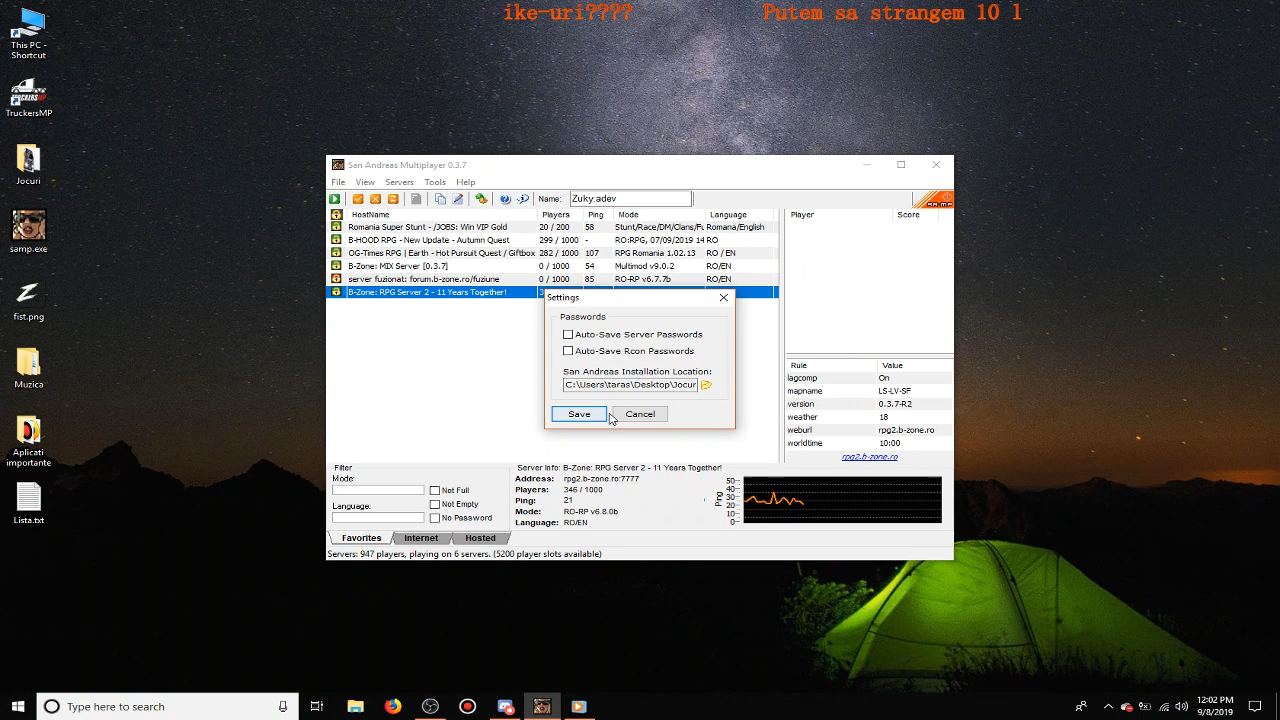 ike-uri????    Putem sa strangem 10 l
This PC -
Shortcut
TruckersMP
Jocuri
samp.exe
fist.png
Muzica
Aplicati
importante
Lista.txt
San Andreas Multiplayer 0.3.7
File View Servers Tools Help
Name: Zuky.adev
HostName Players Ping Mode Language
Romania Super Stunt - /JOBS: Win VIP Gold 20 / 200 58 Stunt/Race/DM/Clans/Fu Romana/English
B-HOOD RPG - New Update - Autumn Quest 299 / 1000 - RO:RPG, 07/09/2019 14 RO
OG-Times RPG | Earth - Hot Pursuit Quest / Giftbox 282 / 1000 107 RPG Romania 1.02.13 RO / EN
B-Zone: MIX Server [0.3.7] 0 / 1000 54 Multimod v9.0.2 RO/EN
server fuzionat: forum.b-zone.ro/fuziune 0 / 1000 85 RO-RP v6.7.7b RO/EN
B-Zone: RPG Server 2 - 11 Years Together!
Player Score
Settings
Passwords
Auto-Save Server Passwords
Auto-Save Rcon Passwords
San Andreas Installation Location:
C:\Users\taras\Desktop\Jocur
Save Cancel
Rule Value
lagcomp On
mapname LS-LV-SF
version 0.3.7-R2
weather 18
weburl rpg2.b-zone.ro
worldtime 10:00
rpg2.b-zone.ro
Filter
Mode:
Language:
Not Full
Not Empty
No Password
Server Info: B-Zone: RPG Server 2 - 11 Years Together!
Address: rpg2.b-zone.ro:7777
Players: 346 / 1000
Ping: 21
Mode: RO-RP v6.8.0b
Language: RO/EN
Png
50
40
30
20
10
0
Favorites Internet Hosted
Servers: 947 players, playing on 6 servers. (5200 player slots available)
Type here to search
12:02 PM
9/8/2019